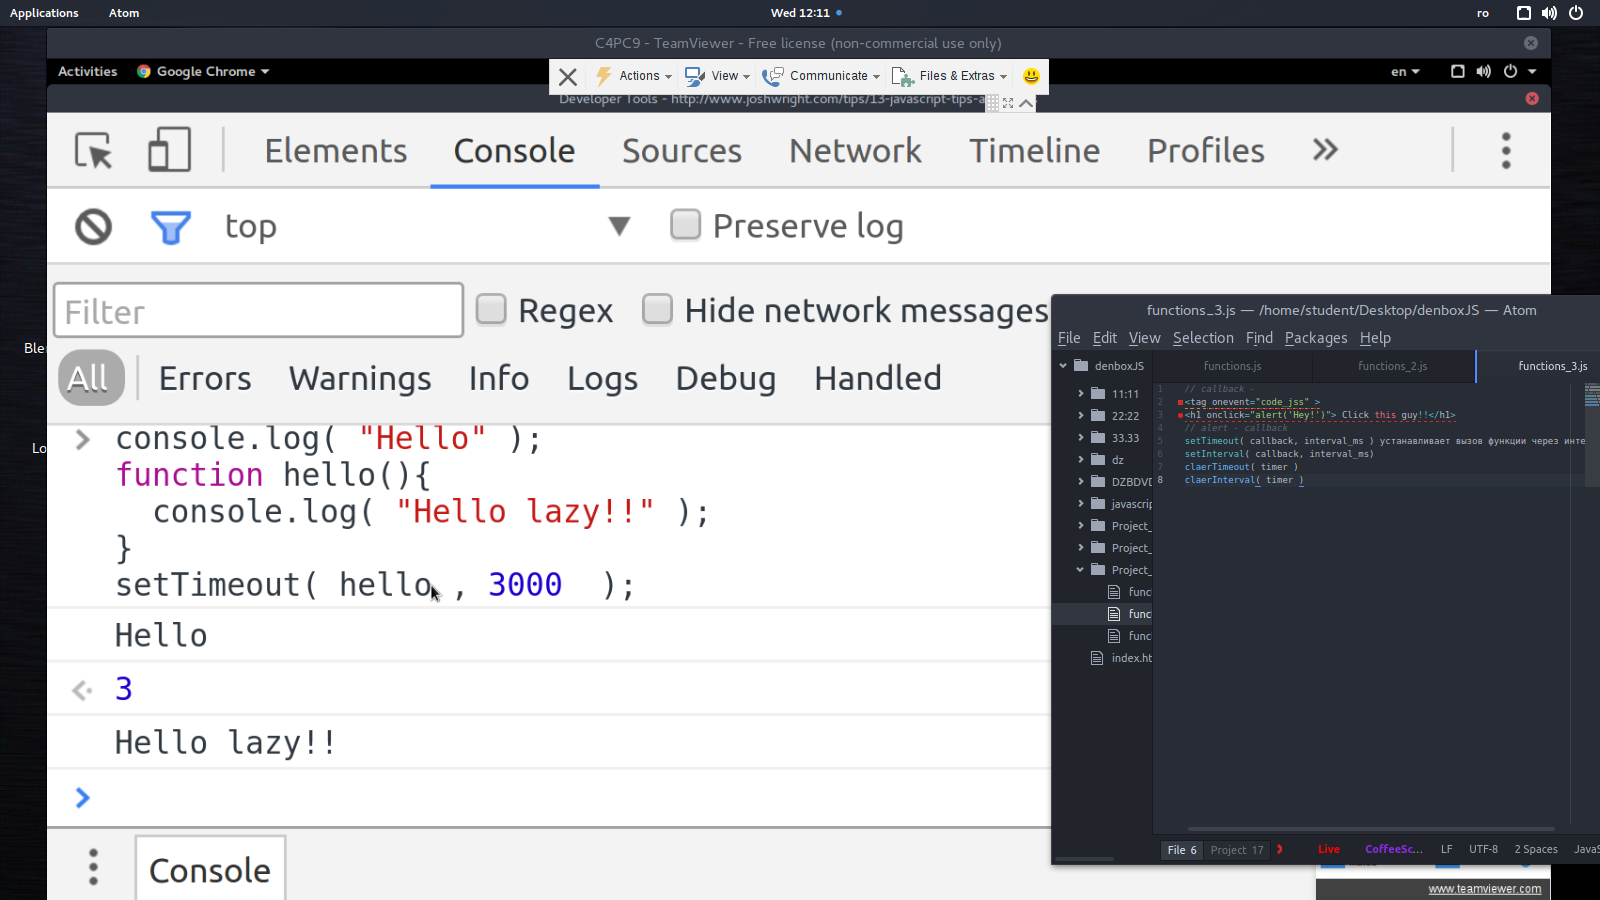 Applications Atom Wed 12:11 ro
C4PC9 - TeamViewer - Free license (non-commercial use only)
Activities Google Chrome en
Actions View Communicate Files & Extras
Developer Tools - http://www.joshwright.com/tips/13-javascript-tips-a
Elements Console Sources Network Timeline Profiles
top Preserve log
Filter Regex Hide network messages
All Errors Warnings Info Logs Debug Handled
console.log( "Hello" );
function hello(){
console.log( "Hello lazy!!" );
}
setTimeout( hello , 3000 );
Hello
3
Hello lazy!!
Console
Ble
Lo
functions_3.js — /home/student/Desktop/denboxJS — Atom
File Edit View Selection Find Packages Help
denboxJS
11:11
22:22
33.33
dz
DZBDVD
javascrip
Project_
Project_
Project_
func
func
func
index.ht
functions.js functions_2.js functions_3.js
1 // callback -
2 <tag onevent="code_jss" >
3 <h1 onclick="alert('Hey!')"> Click this guy!!</h1>
4 // alert - callback
5 setTimeout( callback, interval_ms ) устанавливает вызов функции через инте
6 setInterval( callback, interval_ms)
7 claerTimeout( timer )
8 claerInterval( timer )
File 6 Project 17 Live CoffeeSc... LF UTF-8 2 Spaces JavaS
www.teamviewer.com